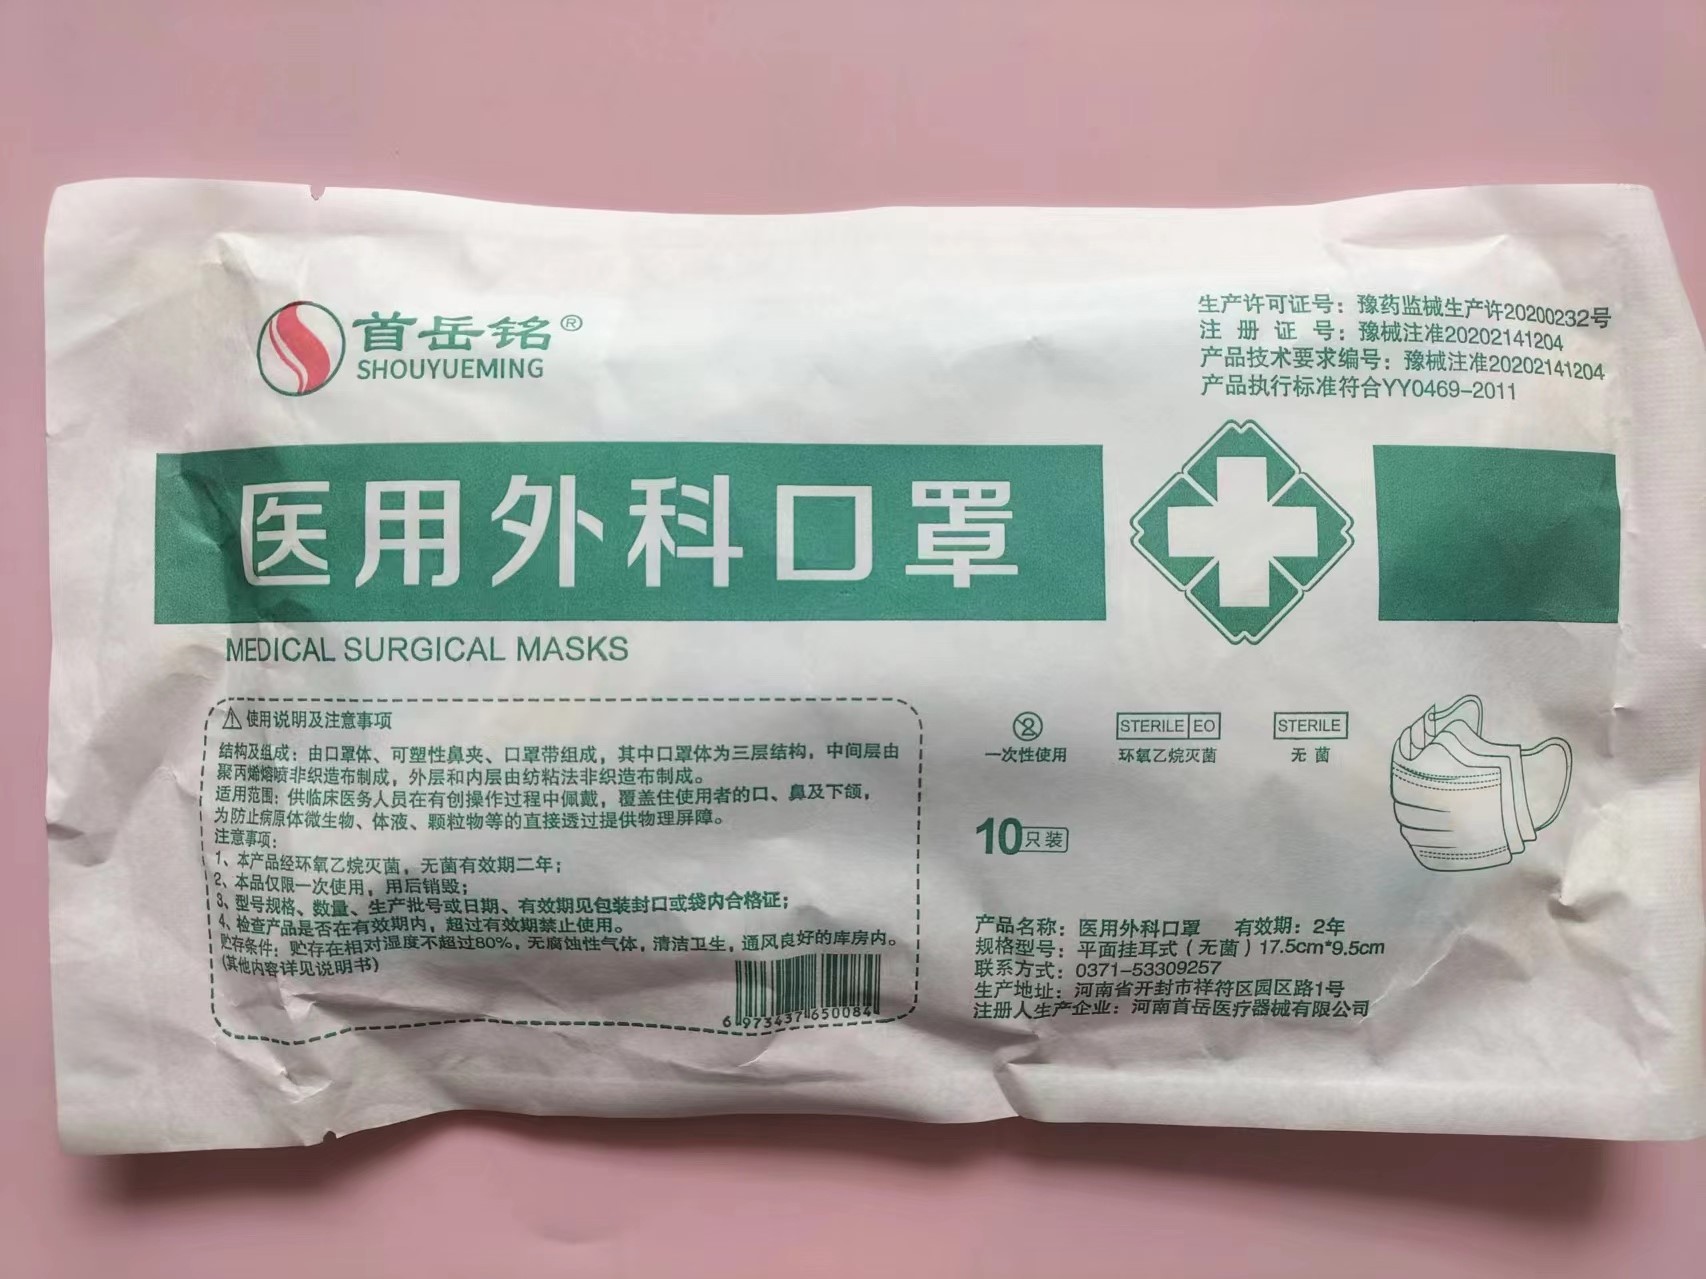 首岳铭®
SHOUYUEMING
生产许可证号：豫药监械生产许20200232号
注 册 证 号：豫械注准20202141204
产品技术要求编号：豫械注准20202141204
产品执行标准符合YY0469-2011
医用外科口罩
MEDICAL SURGICAL MASKS
使用说明及注意事项
结构及组成：由口罩体、可塑性鼻夹、口罩带组成，其中口罩体为三层结构，中间层由
聚丙烯熔喷非织造布制成，外层和内层由纺粘法非织造布制成。
适用范围：供临床医务人员在有创操作过程中佩戴，覆盖住使用者的口、鼻及下颌，
为防止病原体微生物、体液、颗粒物等的直接透过提供物理屏障。
注意事项：
1、本产品经环氧乙烷灭菌，无菌有效期二年；
2、本品仅限一次使用，用后销毁；
3、型号规格、数量、生产批号或日期、有效期见包装封口或袋内合格证；
4、检查产品是否在有效期内，超过有效期禁止使用。
贮存条件：贮存在相对湿度不超过80%，无腐蚀性气体，清洁卫生，通风良好的库房内。
(其他内容详见说明书)
6 973437 650084
2
一次性使用
STERILE EO
环氧乙烷灭菌
STERILE
无 菌
10只装
产品名称：医用外科口罩 有效期：2年
规格型号：平面挂耳式（无菌）17.5cm*9.5cm
联系方式：0371-53309257
生产地址：河南省开封市祥符区园区路1号
注册人生产企业：河南首岳医疗器械有限公司